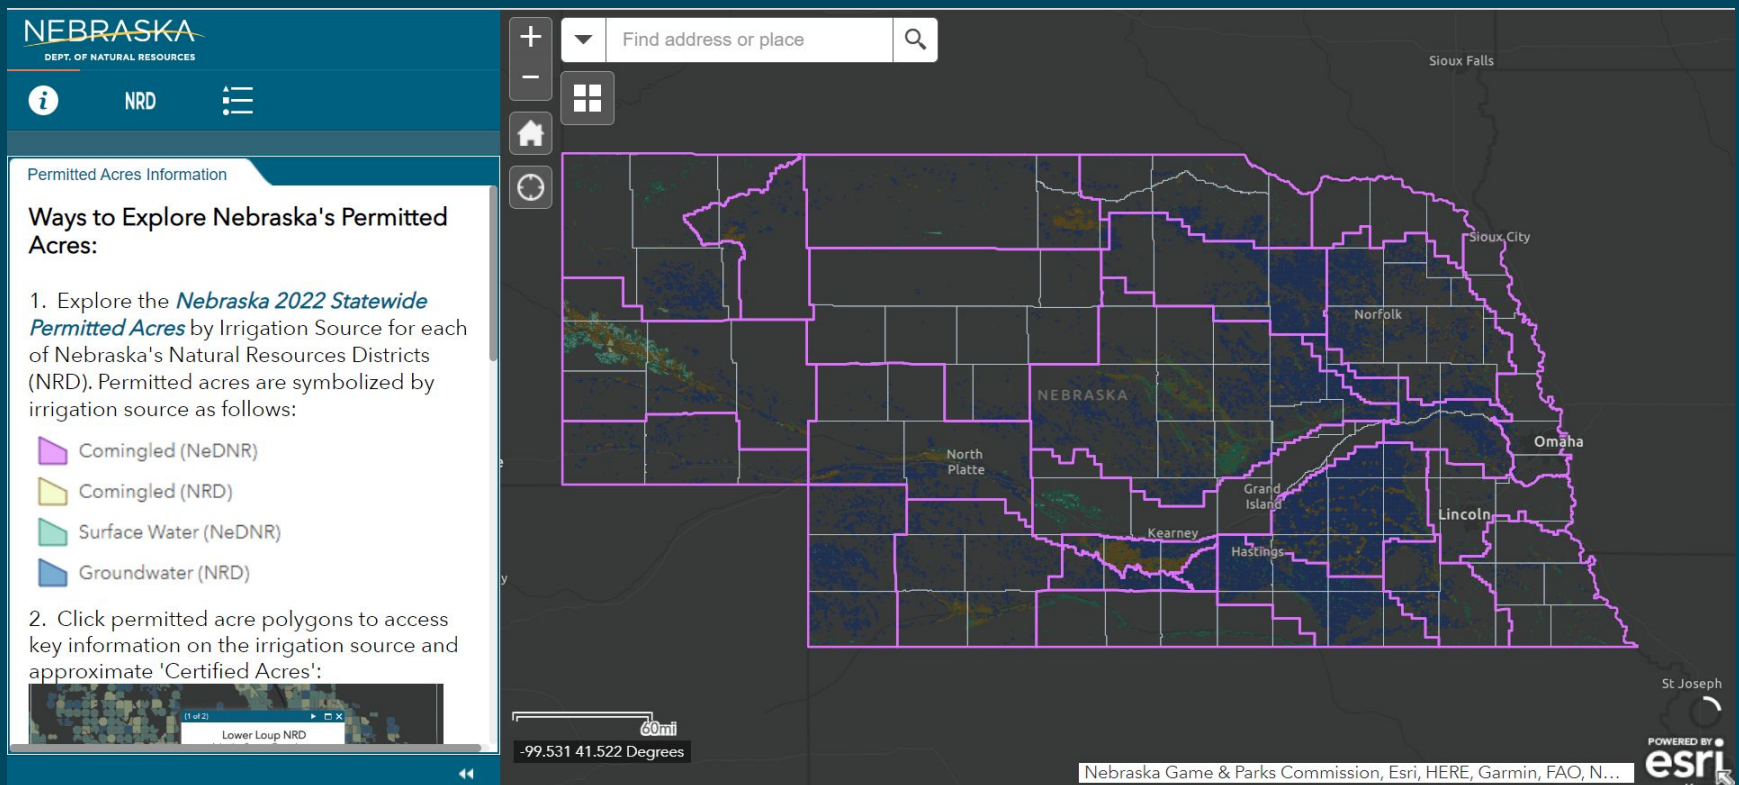 NEBRASKA
DEPT. OF NATURAL RESOURCES
NRD
Permitted Acres Information
Ways to Explore Nebraska's Permitted
Acres:
1. Explore the Nebraska 2022 Statewide
Permitted Acres by Irrigation Source for each
of Nebraska's Natural Resources Districts
(NRD). Permitted acres are symbolized by
irrigation source as follows:
Comingled (NeDNR)
Comingled (NRD)
Surface Water (NeDNR)
Groundwater (NRD)
2. Click permitted acre polygons to access
key information on the irrigation source and
approximate 'Certified Acres':
(1 of 2)
Lower Loup NRD
+
Find address or place
−
Sioux Falls
Sioux City
Norfolk
NEBRASKA
Omaha
North
Platte
Grand
Island
Lincoln
Kearney
Hastings
St Joseph
60mi
-99.531 41.522 Degrees
Nebraska Game & Parks Commission, Esri, HERE, Garmin, FAO, N...
POWERED BY
esri